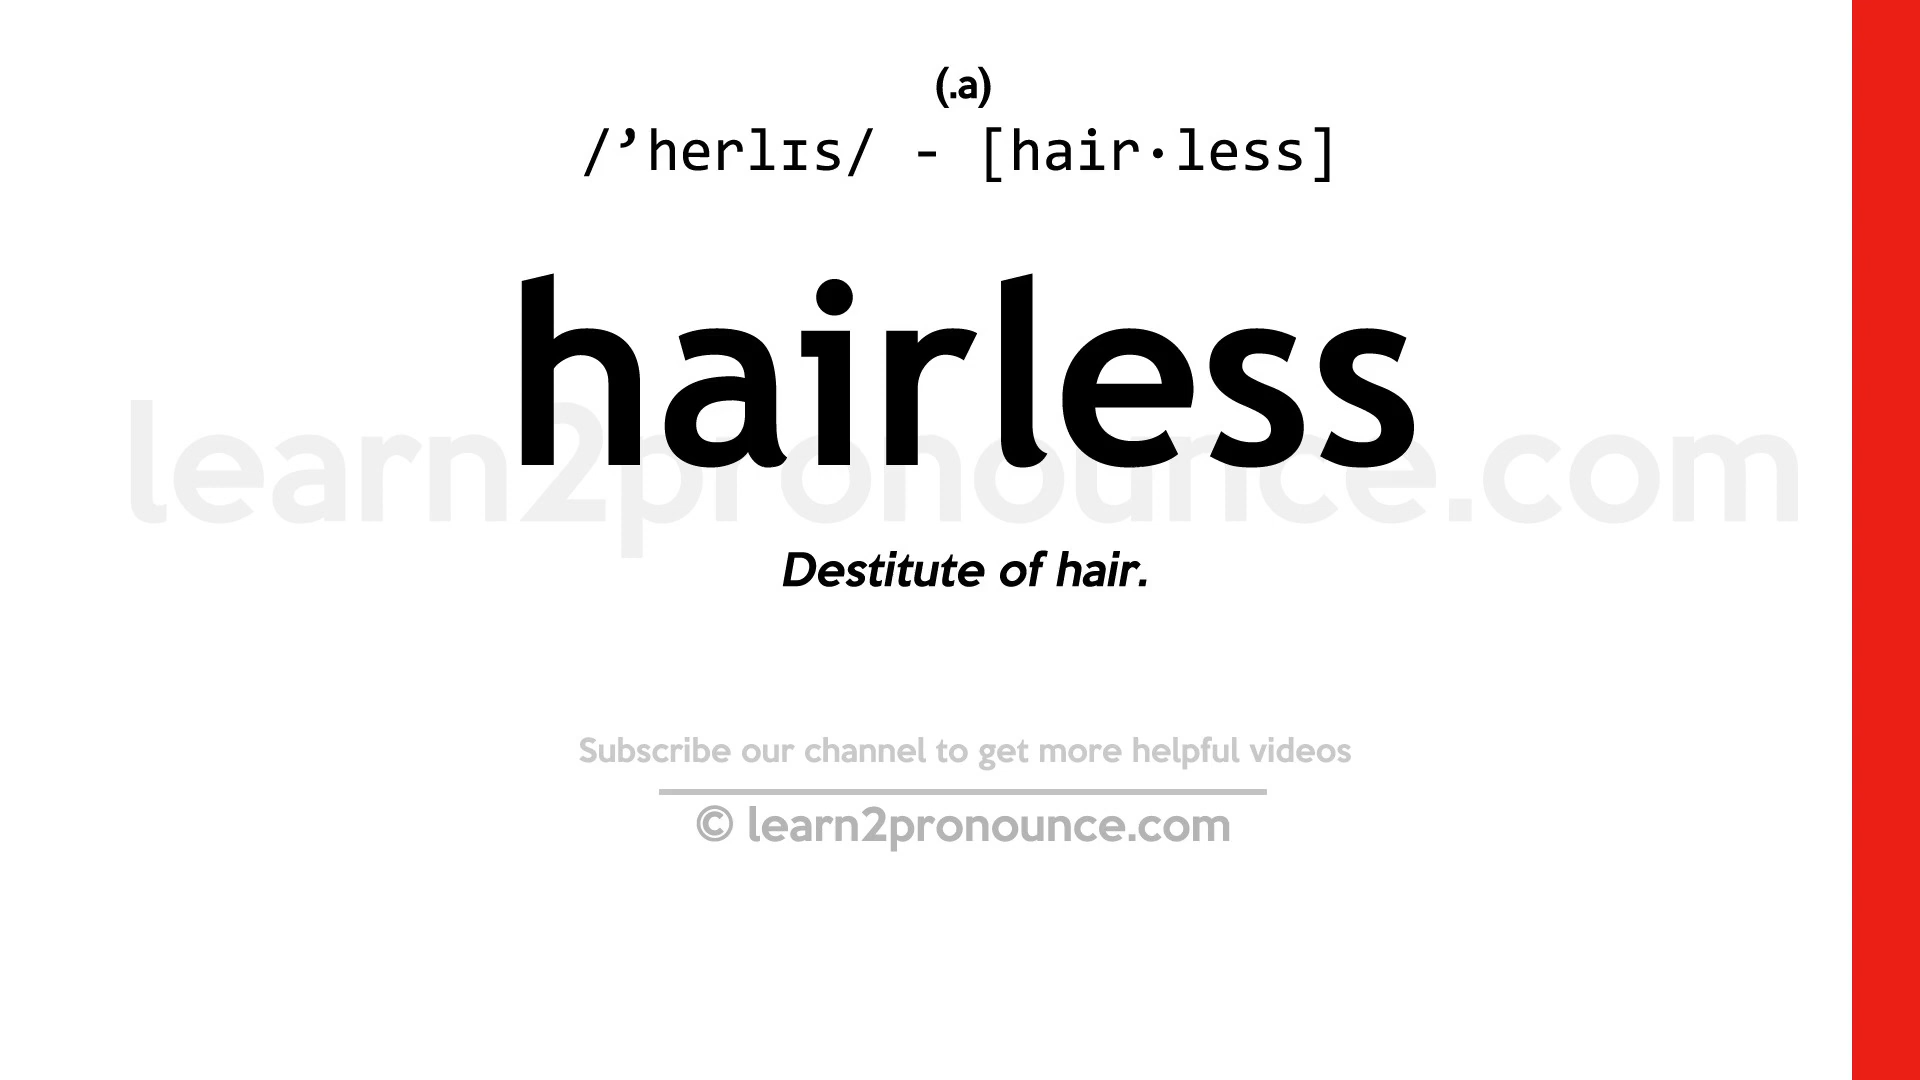 (.a)
/’herlɪs/ - [hair·less]
hairless
learn2pronounce.com
Destitute of hair.
Subscribe our channel to get more helpful videos
© learn2pronounce.com